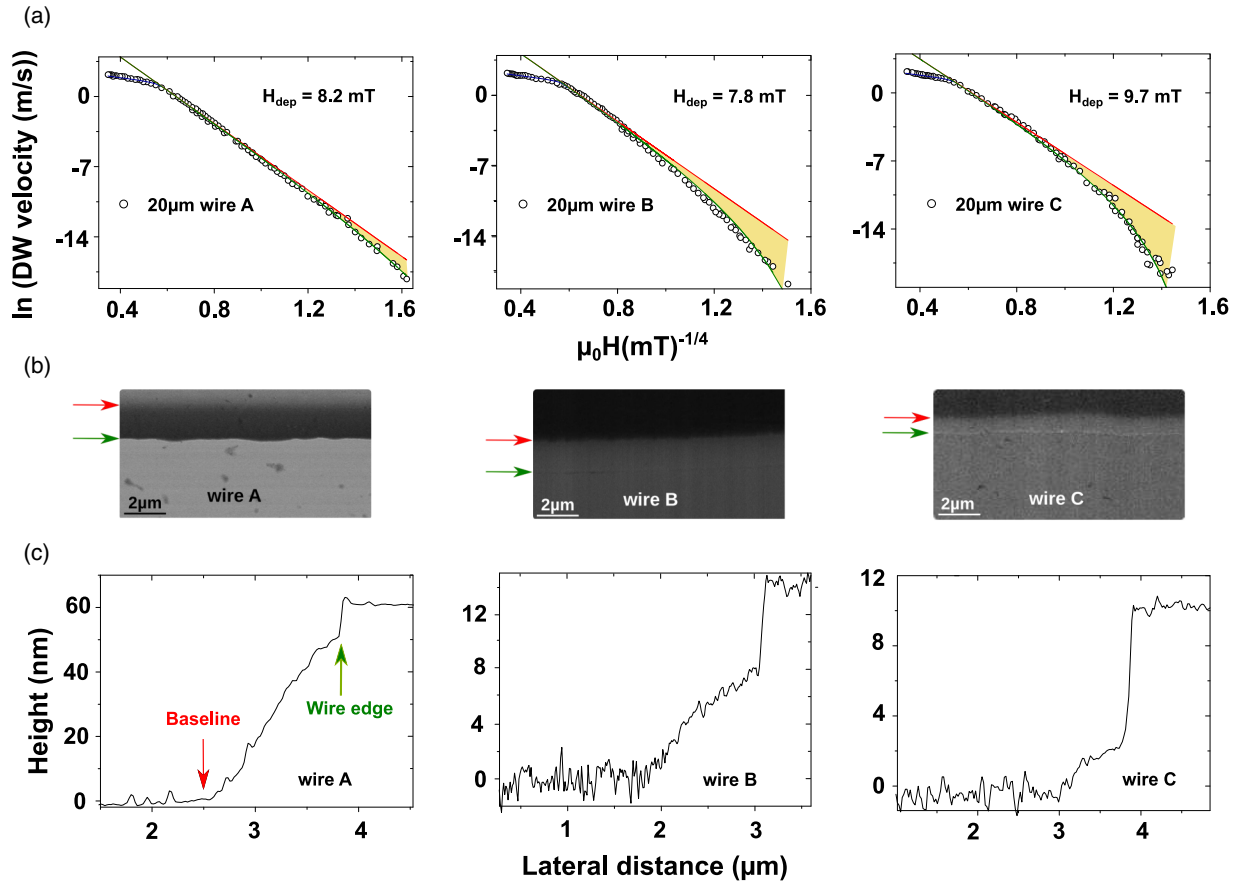 (a)
ln (DW velocity (m/s))
0
-7
-14
H_dep = 8.2 mT
20µm wire A
0.4 0.8 1.2 1.6
0
-7
-14
H_dep = 7.8 mT
20µm wire B
0.4 0.8 1.2 1.6
0
-7
-14
H_dep = 9.7 mT
20µm wire C
0.4 0.8 1.2 1.6
µ₀H(mT)⁻¹/⁴
(b)
wire A
2µm
wire B
2µm
wire C
2µm
(c)
Height (nm)
60
40
20
0
Baseline
Wire edge
wire A
2 3 4
12
8
4
0
wire B
1 2 3
12
8
4
0
wire C
2 3 4
Lateral distance (µm)